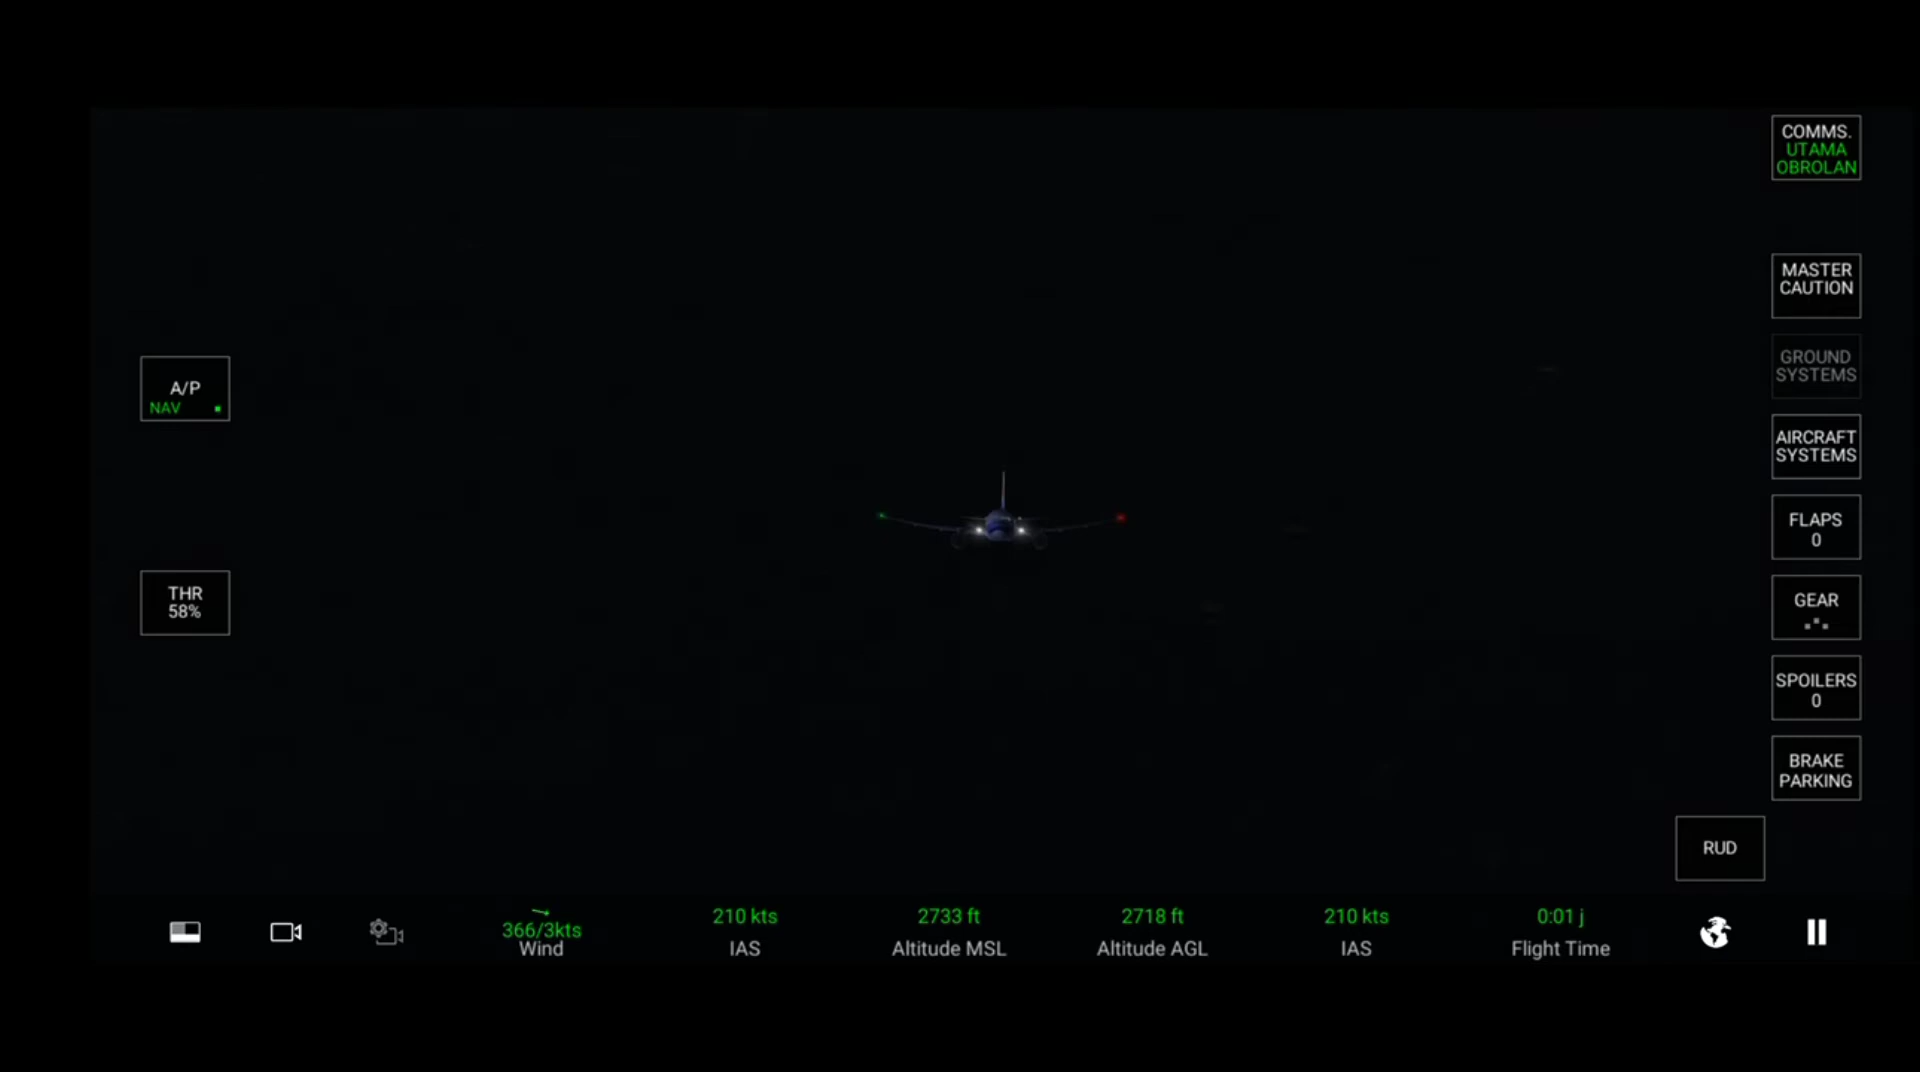 COMMS.
UTAMA
OBROLAN
MASTER
CAUTION
GROUND
SYSTEMS
A/P
NAV
AIRCRAFT
SYSTEMS
FLAPS
0
THR
58%
GEAR
SPOILERS
0
BRAKE
PARKING
RUD
366/3kts
Wind
210 kts
IAS
2733 ft
Altitude MSL
2718 ft
Altitude AGL
210 kts
IAS
0:01 j
Flight Time